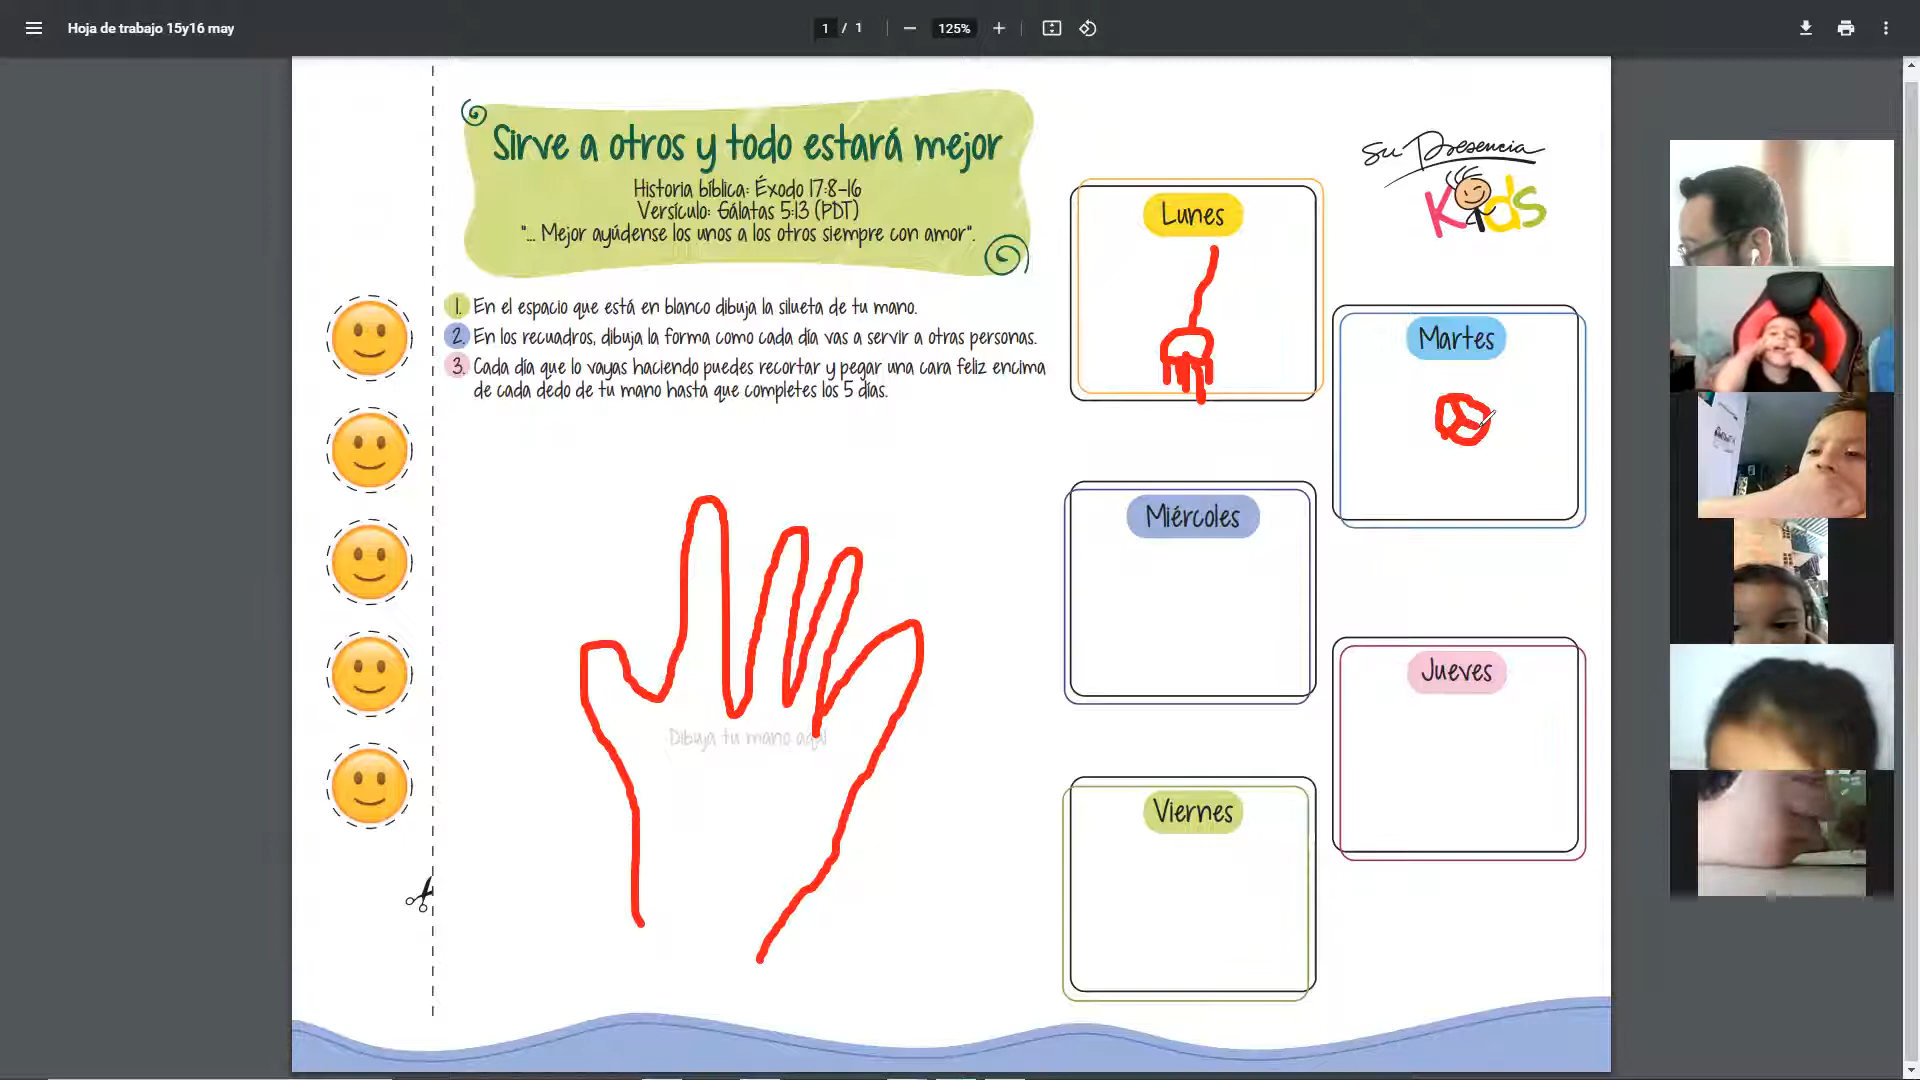 Hoja de trabajo 15y16 may
1 / 1
125%
Sirve a otros y todo estará mejor
Historia bíblica: Éxodo 17:8-16
Versículo: Gálatas 5:13 (PDT)
"... Mejor ayúdense los unos a los otros siempre con amor".
1. En el espacio que está en blanco dibuja la silueta de tu mano.
2. En los recuadros, dibuja la forma como cada día vas a servir a otras personas.
3. Cada día que lo vayas haciendo puedes recortar y pegar una cara feliz encima
de cada dedo de tu mano hasta que completes los 5 días.
Dibuja tu mano aquí
Su Presencia
Kids
Lunes
Martes
Miércoles
Jueves
Viernes